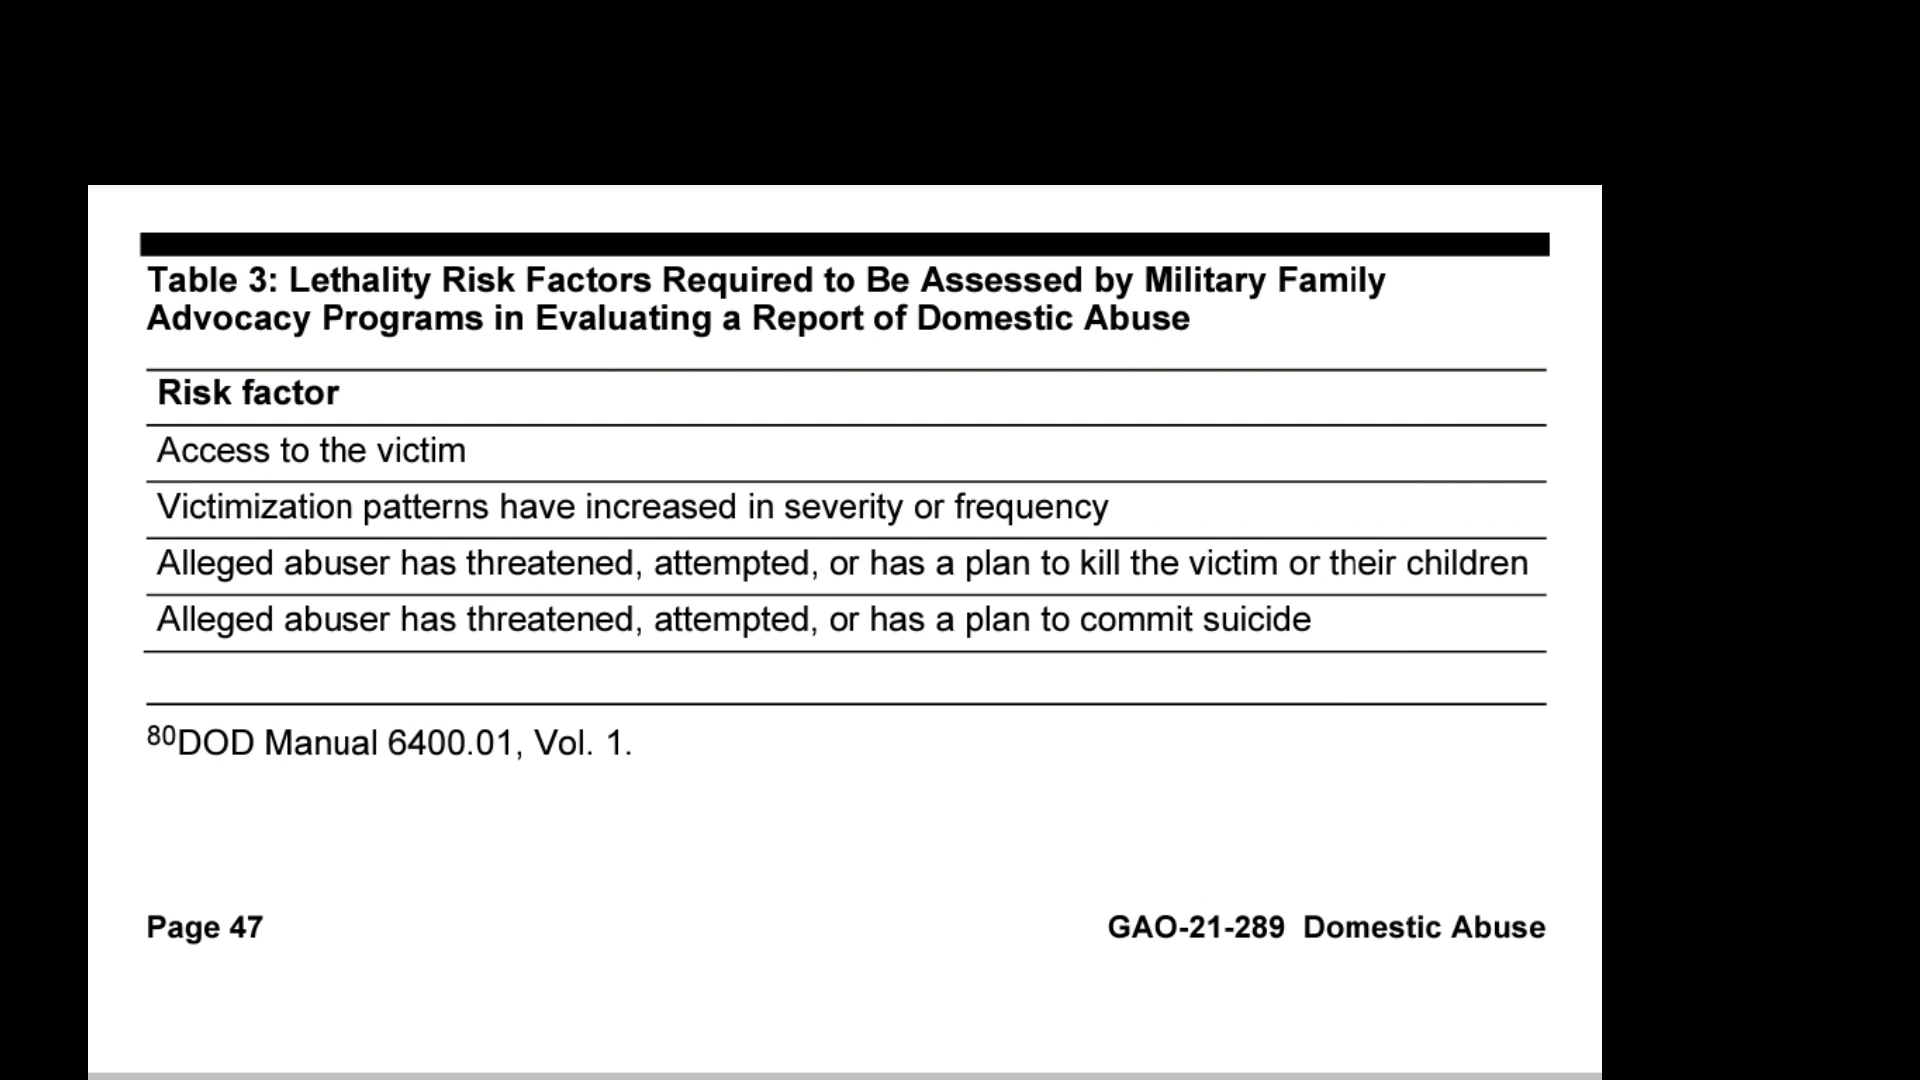 Table 3: Lethality Risk Factors Required to Be Assessed by Military Family
Advocacy Programs in Evaluating a Report of Domestic Abuse
Risk factor
Access to the victim
Victimization patterns have increased in severity or frequency
Alleged abuser has threatened, attempted, or has a plan to kill the victim or their children
Alleged abuser has threatened, attempted, or has a plan to commit suicide
80DOD Manual 6400.01, Vol. 1.
Page 47
GAO-21-289 Domestic Abuse